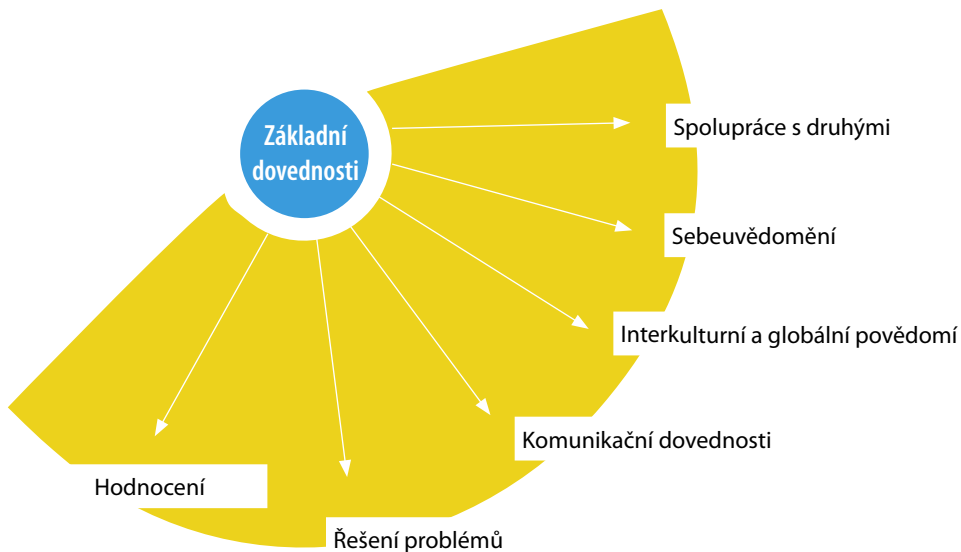 Základní
dovednosti
Spolupráce s druhými
Sebeuvědomění
Interkulturní a globální povědomí
Komunikační dovednosti
Hodnocení
Řešení problémů